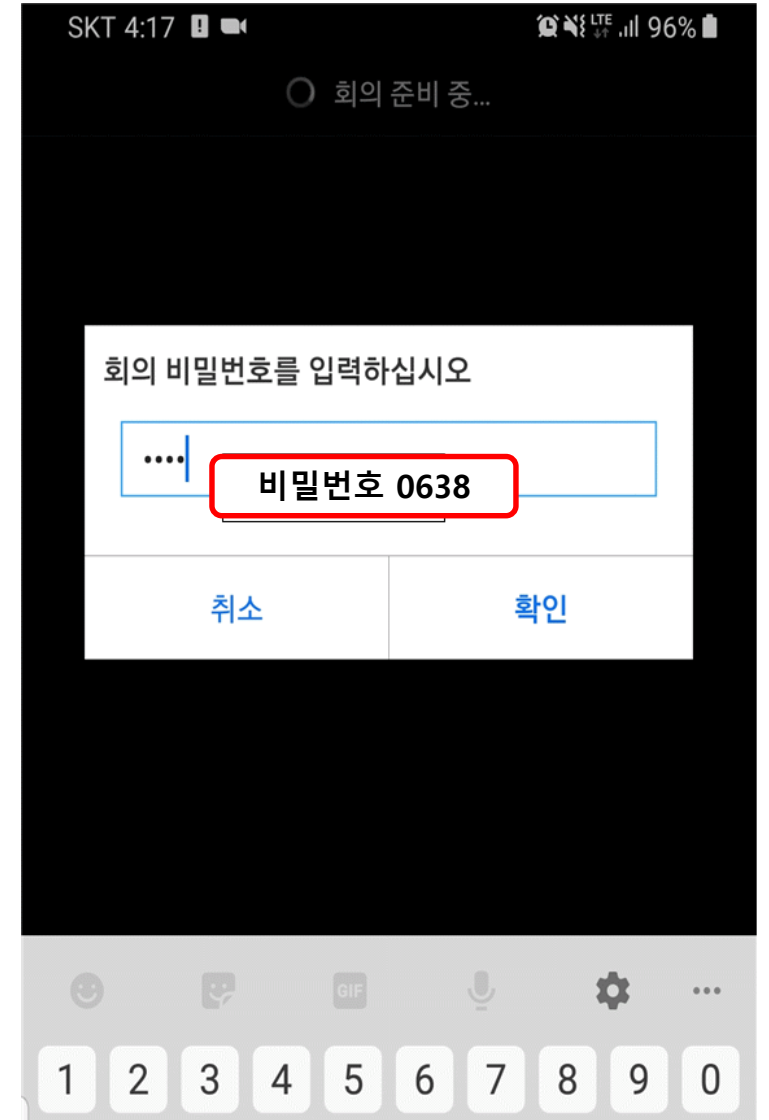 SKT 4:17 LTE 96%
회의 준비 중...
회의 비밀번호를 입력하십시오
••••
비밀번호 0638
취소 확인
GIF
1 2 3 4 5 6 7 8 9 0